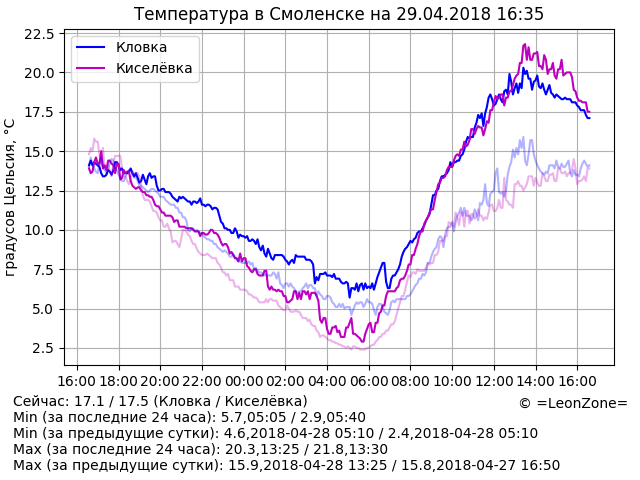 Температура в Смоленске на 29.04.2018 16:35
Кловка
Киселёвка
градусов Цельсия, °C
22.5
20.0
17.5
15.0
12.5
10.0
7.5
5.0
2.5
16:00 18:00 20:00 22:00 00:00 02:00 04:00 06:00 08:00 10:00 12:00 14:00 16:00
Сейчас: 17.1 / 17.5 (Кловка / Киселёвка)
© =LeonZone=
Min (за последние 24 часа): 5.7,05:05 / 2.9,05:40
Min (за предыдущие сутки): 4.6,2018-04-28 05:10 / 2.4,2018-04-28 05:10
Max (за последние 24 часа): 20.3,13:25 / 21.8,13:30
Max (за предыдущие сутки): 15.9,2018-04-28 13:25 / 15.8,2018-04-27 16:50